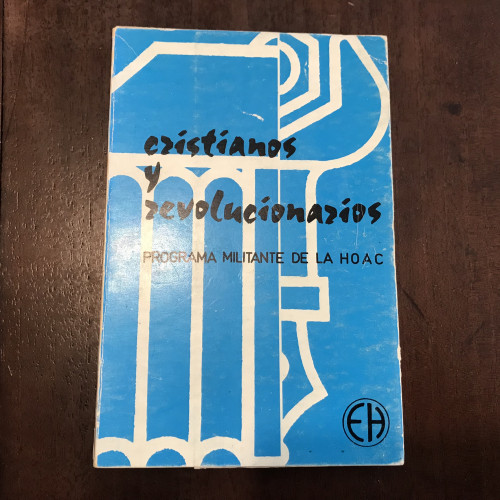 cristianos
y
revolucionarios
PROGRAMA MILITANTE DE LA HOAC
EH